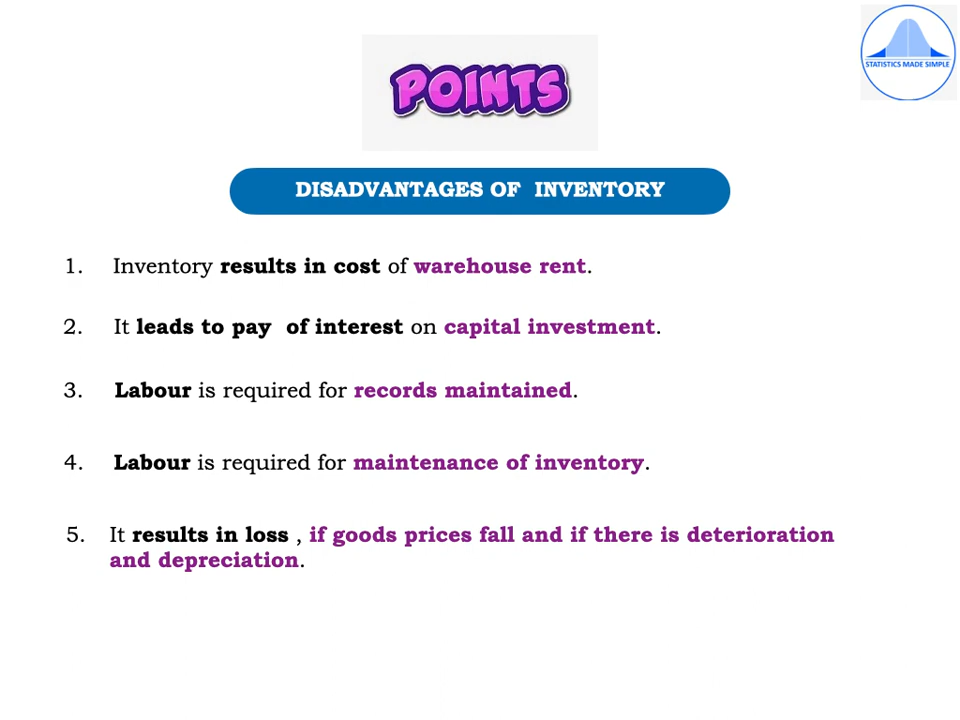 STATISTICS MADE SIMPLE
POINTS
DISADVANTAGES OF INVENTORY
1. Inventory results in cost of warehouse rent.
2. It leads to pay of interest on capital investment.
3. Labour is required for records maintained.
4. Labour is required for maintenance of inventory.
5. It results in loss , if goods prices fall and if there is deterioration
and depreciation.